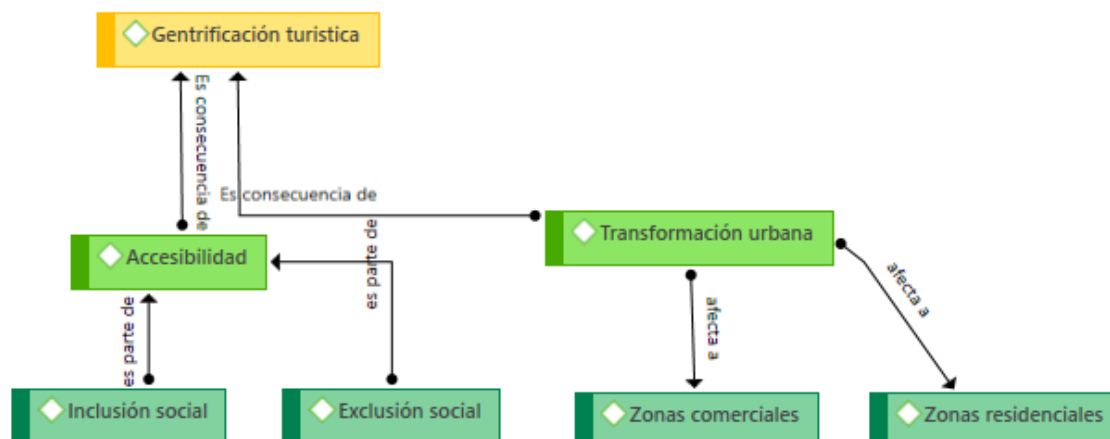 Gentrificación turistica
Es consecuencia de
Es consecuencia de
Transformación urbana
Accesibilidad
es parte de
es parte de
afecta a
afecta a
Inclusión social
Exclusión social
Zonas comerciales
Zonas residenciales